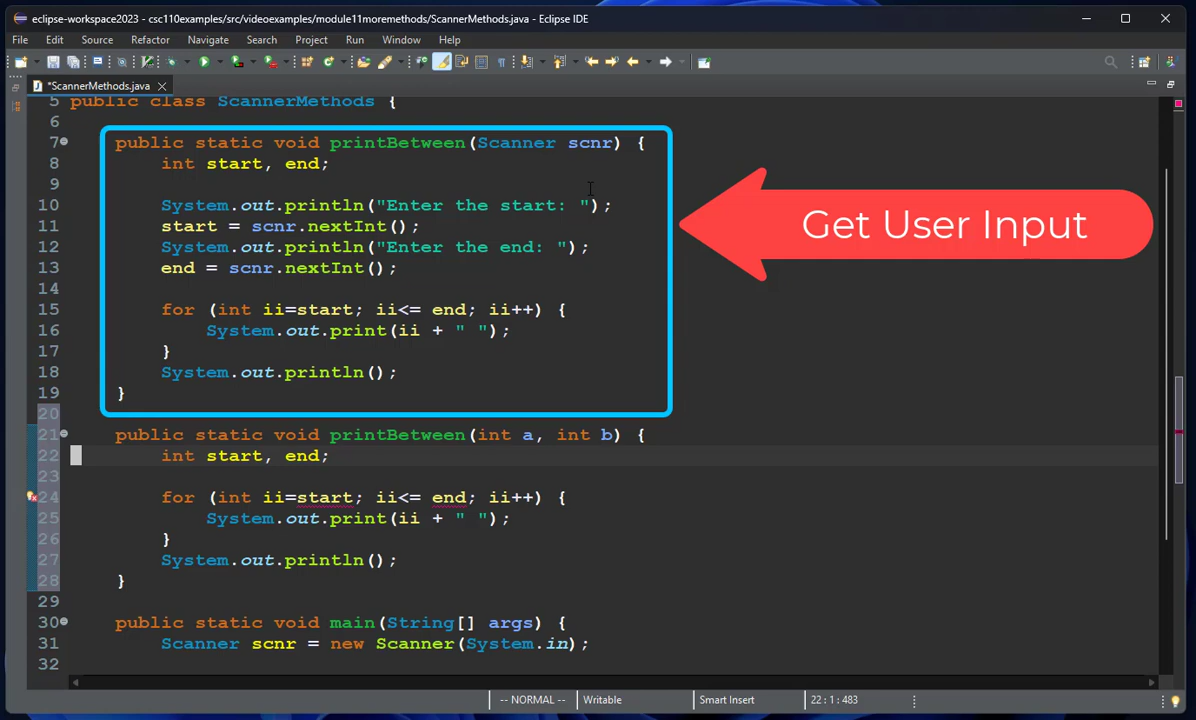 eclipse-workspace2023 - csc110examples/src/videoexamples/module11moremethods/ScannerMethods.java - Eclipse IDE
File Edit Source Refactor Navigate Search Project Run Window Help
*ScannerMethods.java
5 public class ScannerMethods {
6
7 public static void printBetween(Scanner scnr) {
8 int start, end;
9
10 System.out.println("Enter the start: ");
11 start = scnr.nextInt();
12 System.out.println("Enter the end: ");
13 end = scnr.nextInt();
14
15 for (int ii=start; ii<= end; ii++) {
16 System.out.print(ii + " ");
17 }
18 System.out.println();
19 }
20
21 public static void printBetween(int a, int b) {
22 int start, end;
23
24 for (int ii=start; ii<= end; ii++) {
25 System.out.print(ii + " ");
26 }
27 System.out.println();
28 }
29
30 public static void main(String[] args) {
31 Scanner scnr = new Scanner(System.in);
32
Get User Input
-- NORMAL -- Writable Smart Insert 22 : 1 : 483